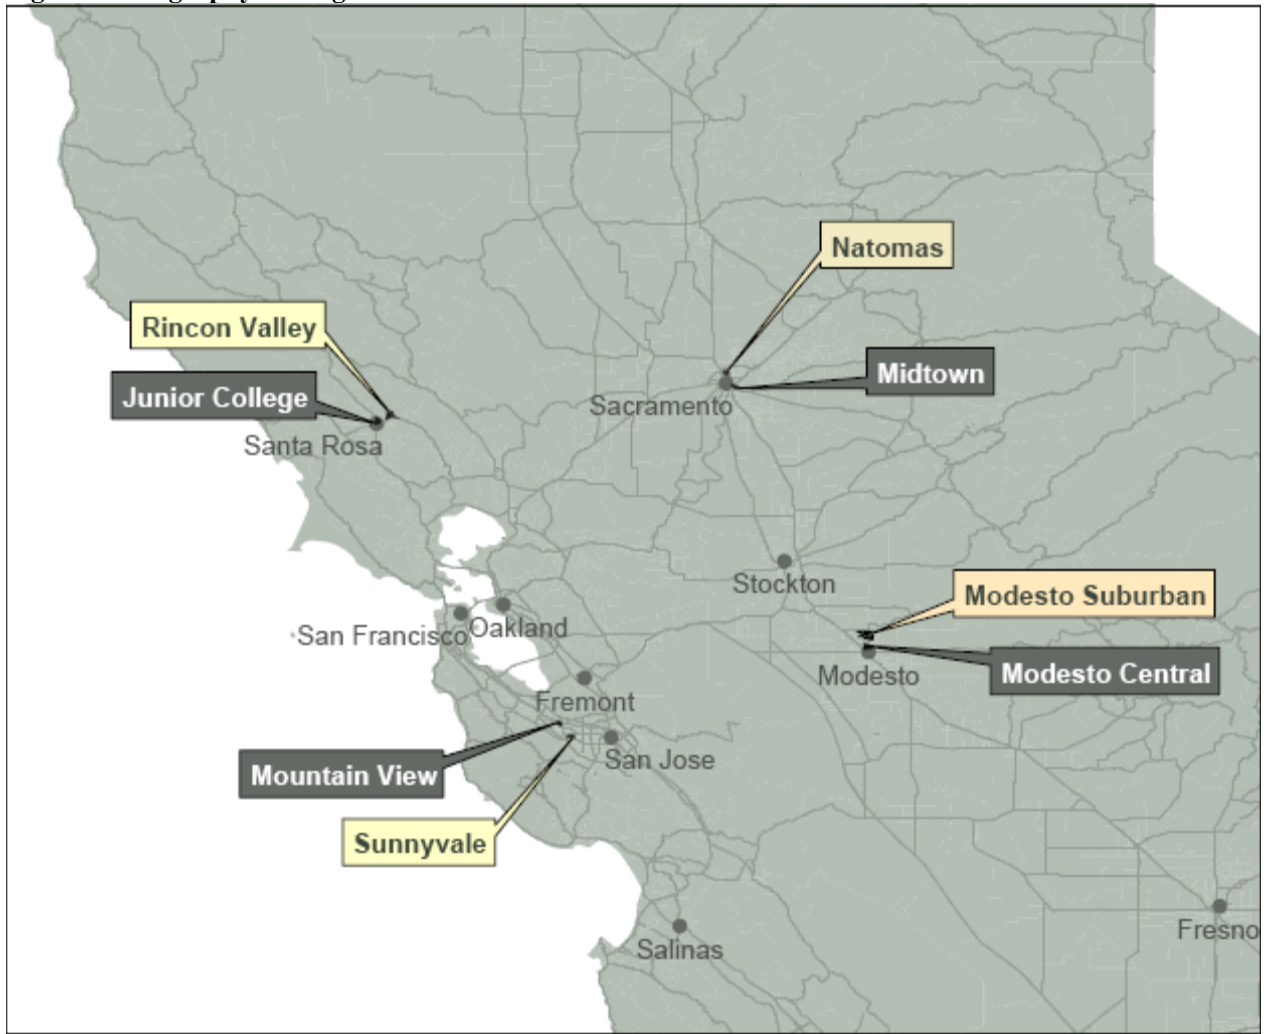 Natomas
Rincon Valley
Midtown
Junior College
Sacramento
Santa Rosa
Stockton
Modesto Suburban
San Francisco
Oakland
Modesto
Modesto Central
Fremont
San Jose
Mountain View
Sunnyvale
Fresno
Salinas